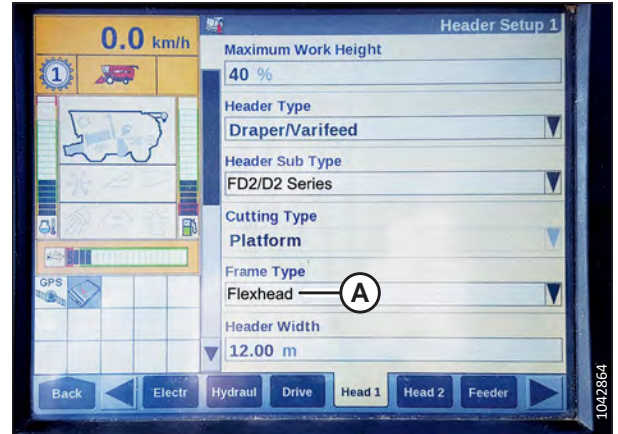 0.0 km/h
1
GPS
Header Setup 1
Maximum Work Height
40 %
Header Type
Draper/Varifeed
Header Sub Type
FD2/D2 Series
Cutting Type
Platform
Frame Type
Flexhead
A
Header Width
12.00 m
Back
Electr
Hydraul
Drive
Head 1
Head 2
Feeder
1042864